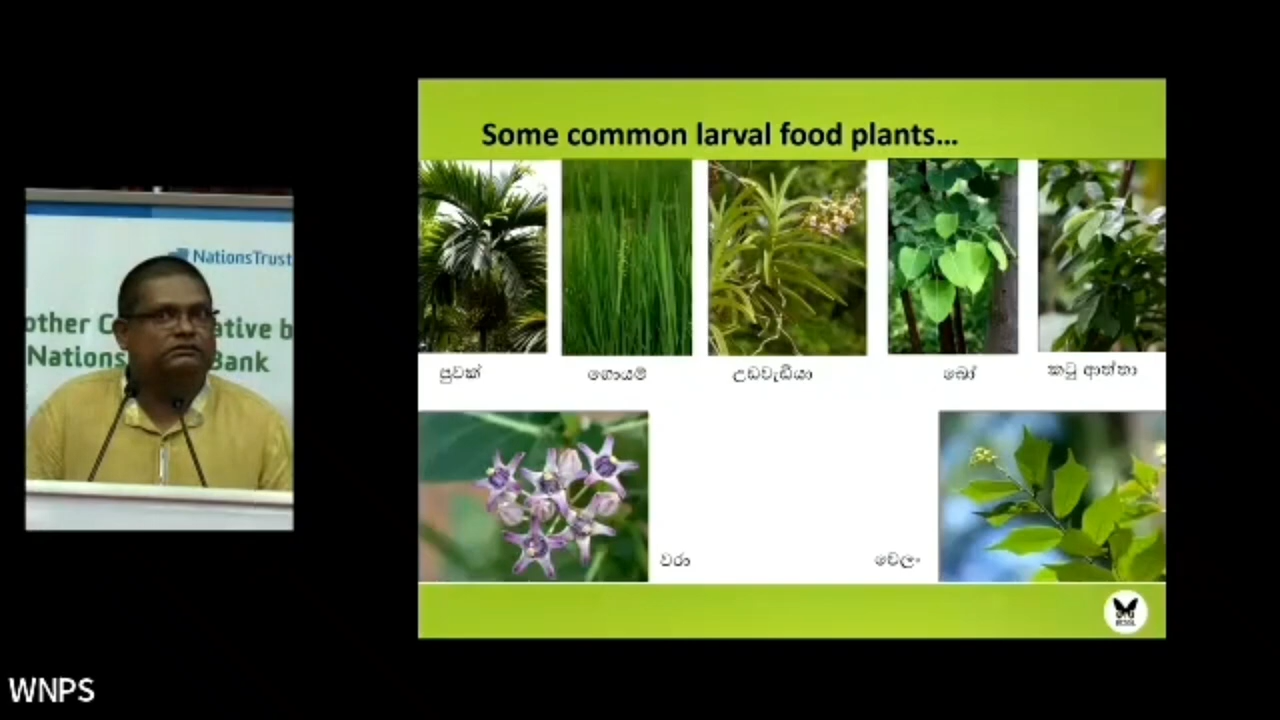 Some common larval food plants...
NationsTrust
other C ative b
Nations Bank
පුවක් ගොයම් උඩවැඩියා බෝ කටු ආත්තා
වරා වෙලං
WNPS